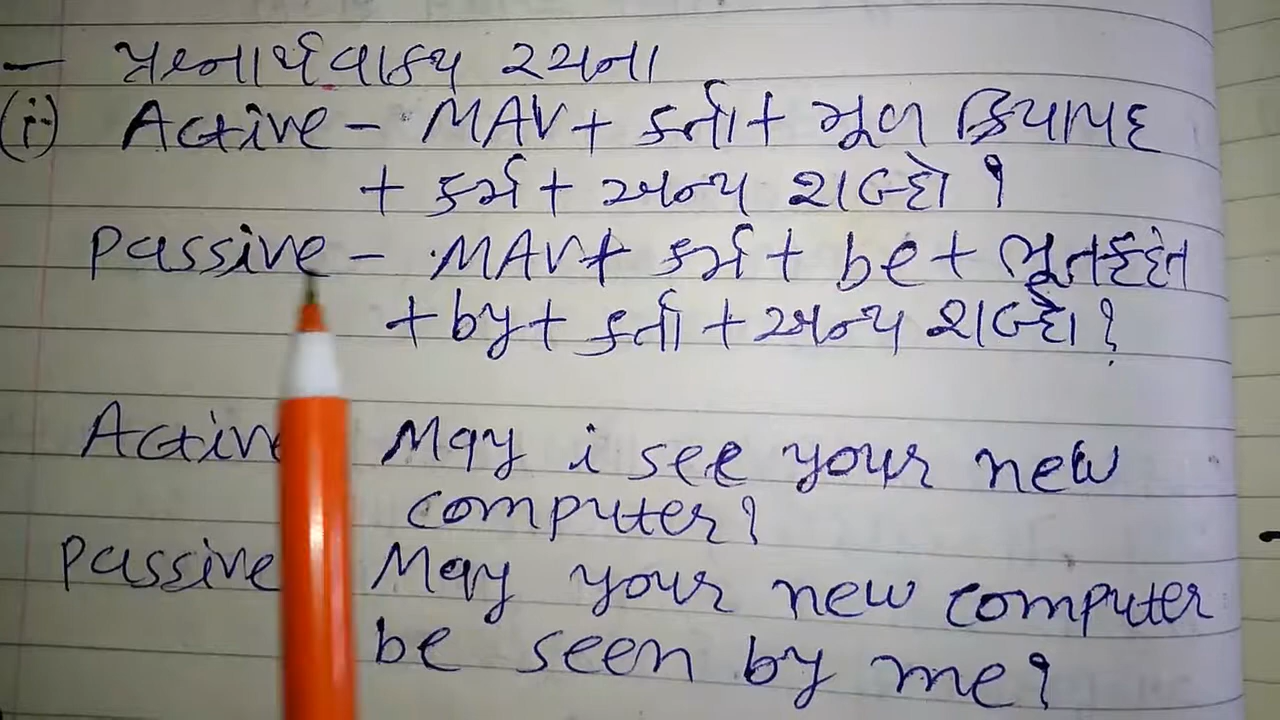 - પ્રશ્નાર્થવાક્ય રચના
(i) Active - MAV + કર્તા + મૂળ ક્રિયાપદ
+ કર્મ + અન્ય શબ્દો ?
Passive - MAV + કર્મ + be + ભૂતકૃદંત
+ by + કર્તા + અન્ય શબ્દો ?
Active May i see your new
computer?
Passive May your new computer
be seen by me?